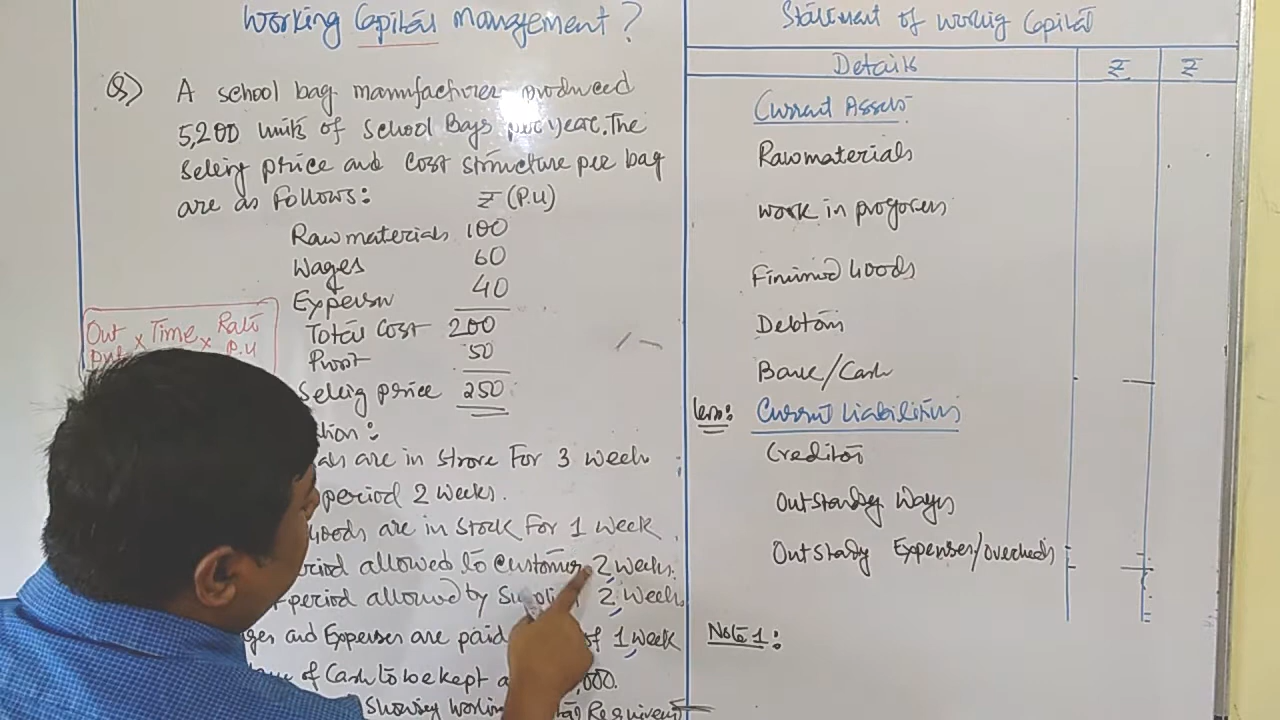 Working Capital Management?
Q) A school bag manufacturer produced
5,200 units of School Bags per year. The
Selling price and cost structure per bag
are as follows: ₹ (P.U)
Raw materials 100
Wages 60
Expenses 40
Total Cost 200
Profit 50
Selling price 250
Out × Time × Rate
P.U
are in store For 3 week
period 2 weeks.
Goods are in stock For 1 week.
allowed to Customer 2 weeks.
period allowed by 2 weeks
and Expenses are paid of 1 week
of Cash to be kept
Showing working
Statement of Working Capital
Details ₹ ₹
Current Assets
Raw materials
Work in progress
Finished Goods
Debtors
Bank/Cash
Less: Current Liabilities
Creditors
Outstanding Wages
Outstanding Expenses/overheads
Note 1: